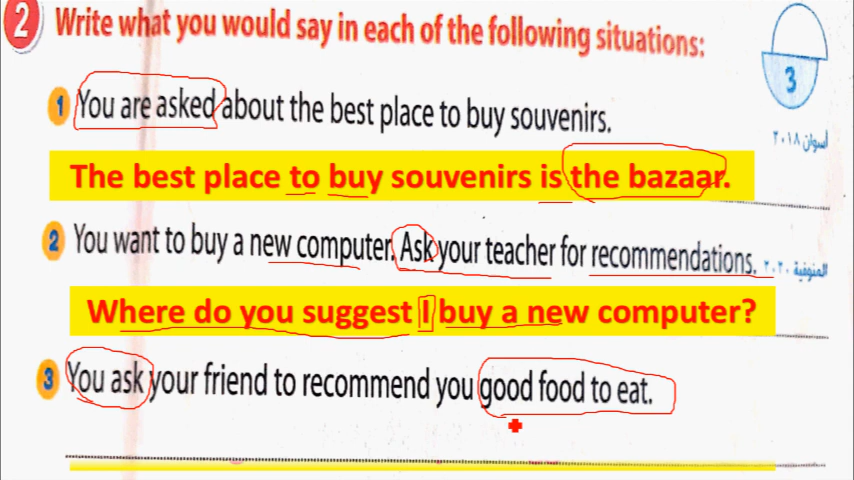 2 Write what you would say in each of the following situations:
3
1 You are asked about the best place to buy souvenirs.
أسوان ٢٠١٨
The best place to buy souvenirs is the bazaar.
2 You want to buy a new computer. Ask your teacher for recommendations.
المنوفية ٢٠٢٠
Where do you suggest I buy a new computer?
3 You ask your friend to recommend you good food to eat.